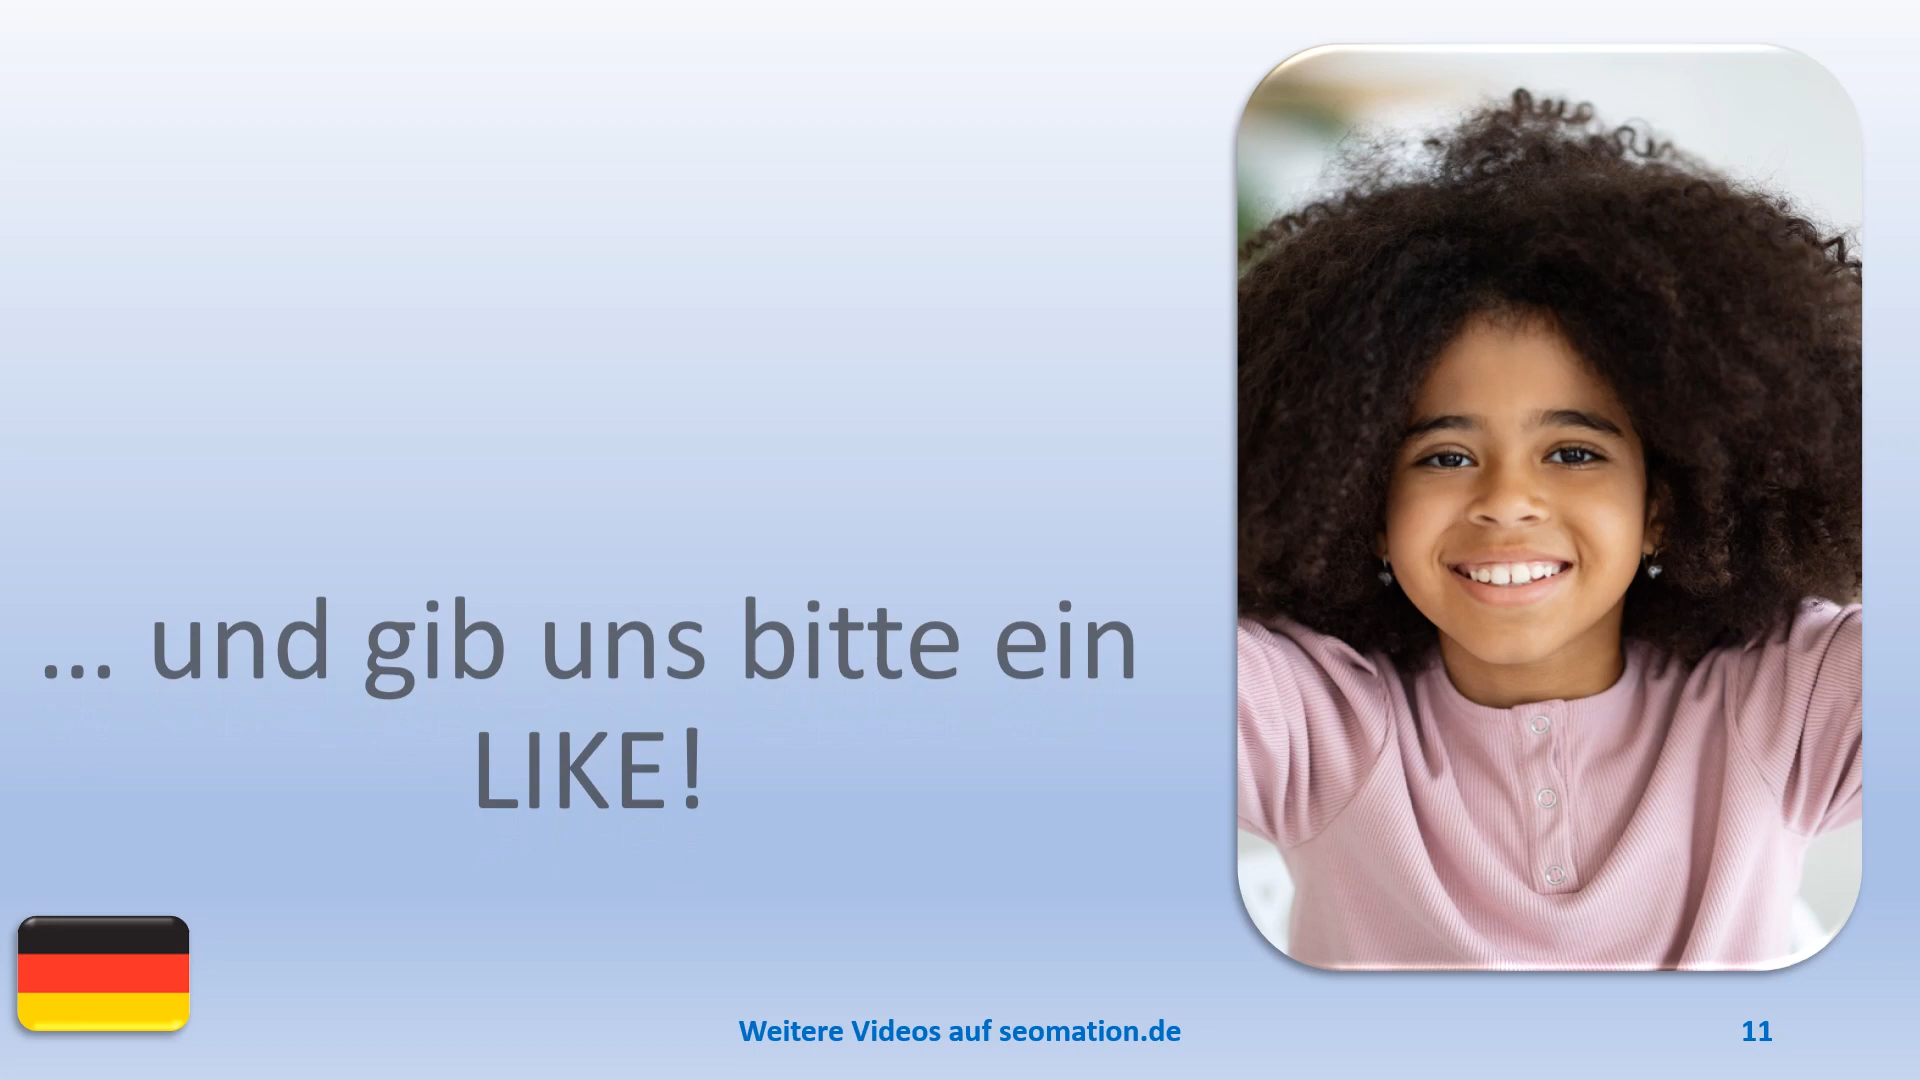 ... und gib uns bitte ein
LIKE!
Weitere Videos auf seomation.de
11